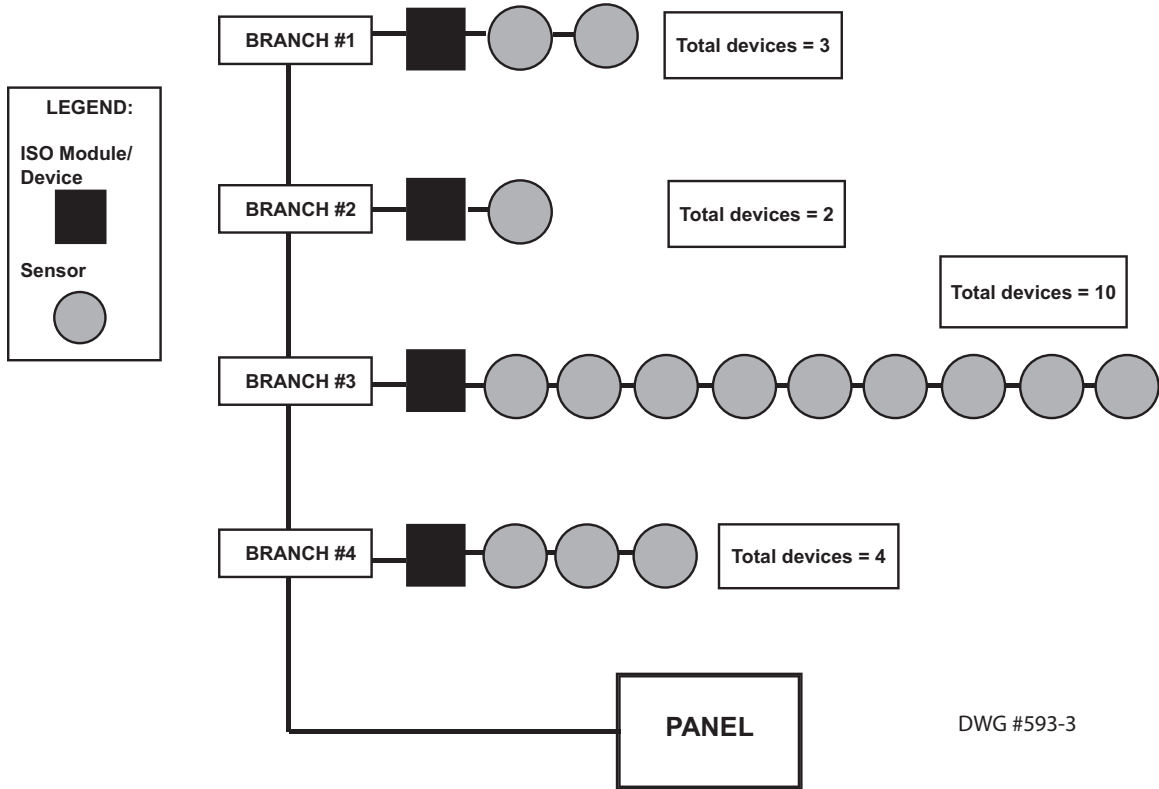 BRANCH #1
Total devices = 3
LEGEND:
ISO Module/
Device
Sensor
BRANCH #2
Total devices = 2
Total devices = 10
BRANCH #3
BRANCH #4
Total devices = 4
PANEL
DWG #593-3